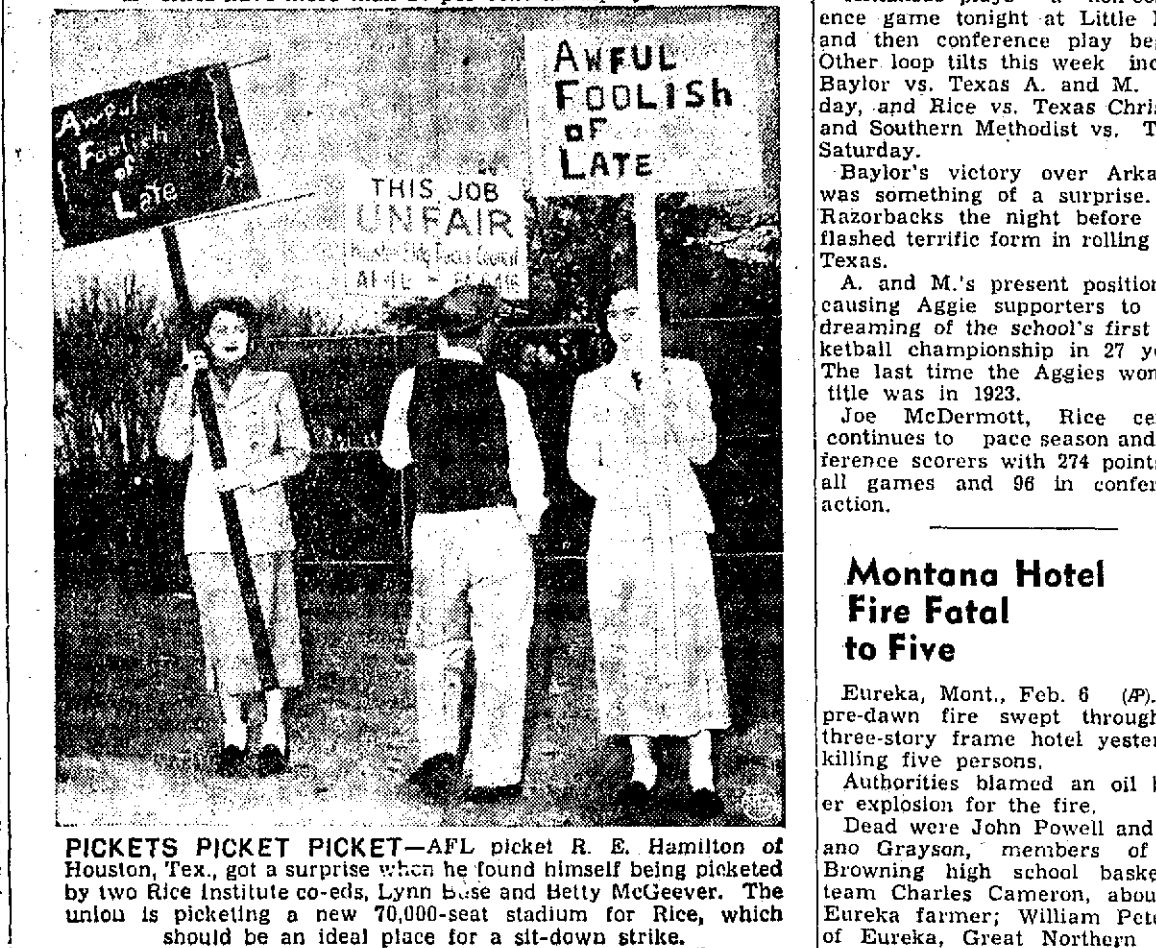 Awful
Foolish
of
Late
THIS JOB
UNFAIR
AWFUL
FOOLISh
oF
LATE
PICKETS PICKET PICKET—AFL picket R. E. Hamilton of
Houston, Tex., got a surprise when he found himself being picketed
by two Rice Institute co-eds, Lynn and Betty McGeever. The
union is picketing a new 70,000-seat stadium for Rice, which
should be an ideal place for a sit-down strike.
ence game tonight at Little
and then conference play be
Other loop tilts this week inc
Baylor vs. Texas A. and M.
day, and Rice vs. Texas Chri
and Southern Methodist vs. T
Saturday.
Baylor's victory over Arka
was something of a surprise.
Razorbacks the night before
flashed terrific form in rolling
Texas.
A. and M.'s present position
causing Aggie supporters to
dreaming of the school's first
ketball championship in 27 y
The last time the Aggies won
title was in 1923.
Joe McDermott, Rice ce
continues to pace season and
ference scorers with 274 points
all games and 96 in confer
action.
Montana Hotel
Fire Fatal
to Five
Eureka, Mont., Feb. 6 (AP).
pre-dawn fire swept through
three-story frame hotel yester
killing five persons.
Authorities blamed an oil b
er explosion for the fire.
Dead were John Powell and
ano Grayson, members of
Browning high school baske
team Charles Cameron, abou
Eureka farmer; William Pete
of Eureka, Great Northern